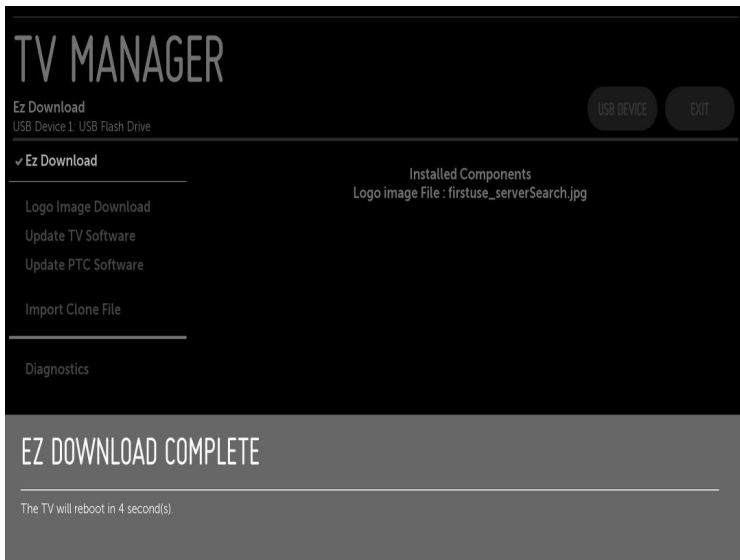 TV MANAGER
Ez Download
USB Device 1: USB Flash Drive
USB DEVICE
EXIT
✓ Ez Download
Installed Components
Logo image File : firstuse_serverSearch.jpg
Logo Image Download
Update TV Software
Update PTC Software
Import Clone File
Diagnostics
EZ DOWNLOAD COMPLETE
The TV will reboot in 4 second(s).